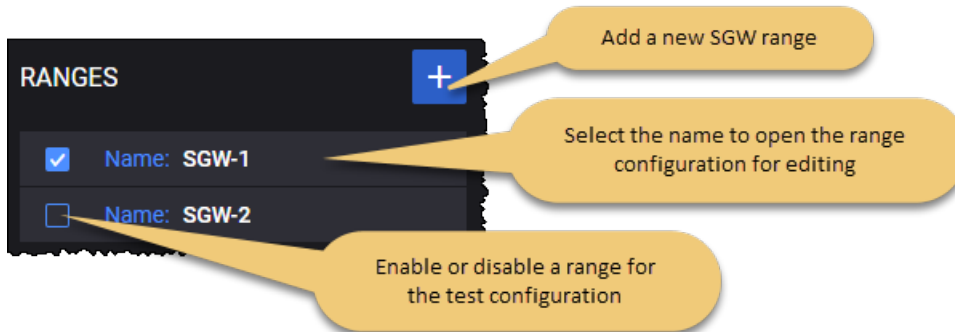 Add a new SGW range
RANGES
+
Select the name to open the range
configuration for editing
Name: SGW-1
Name: SGW-2
Enable or disable a range for
the test configuration